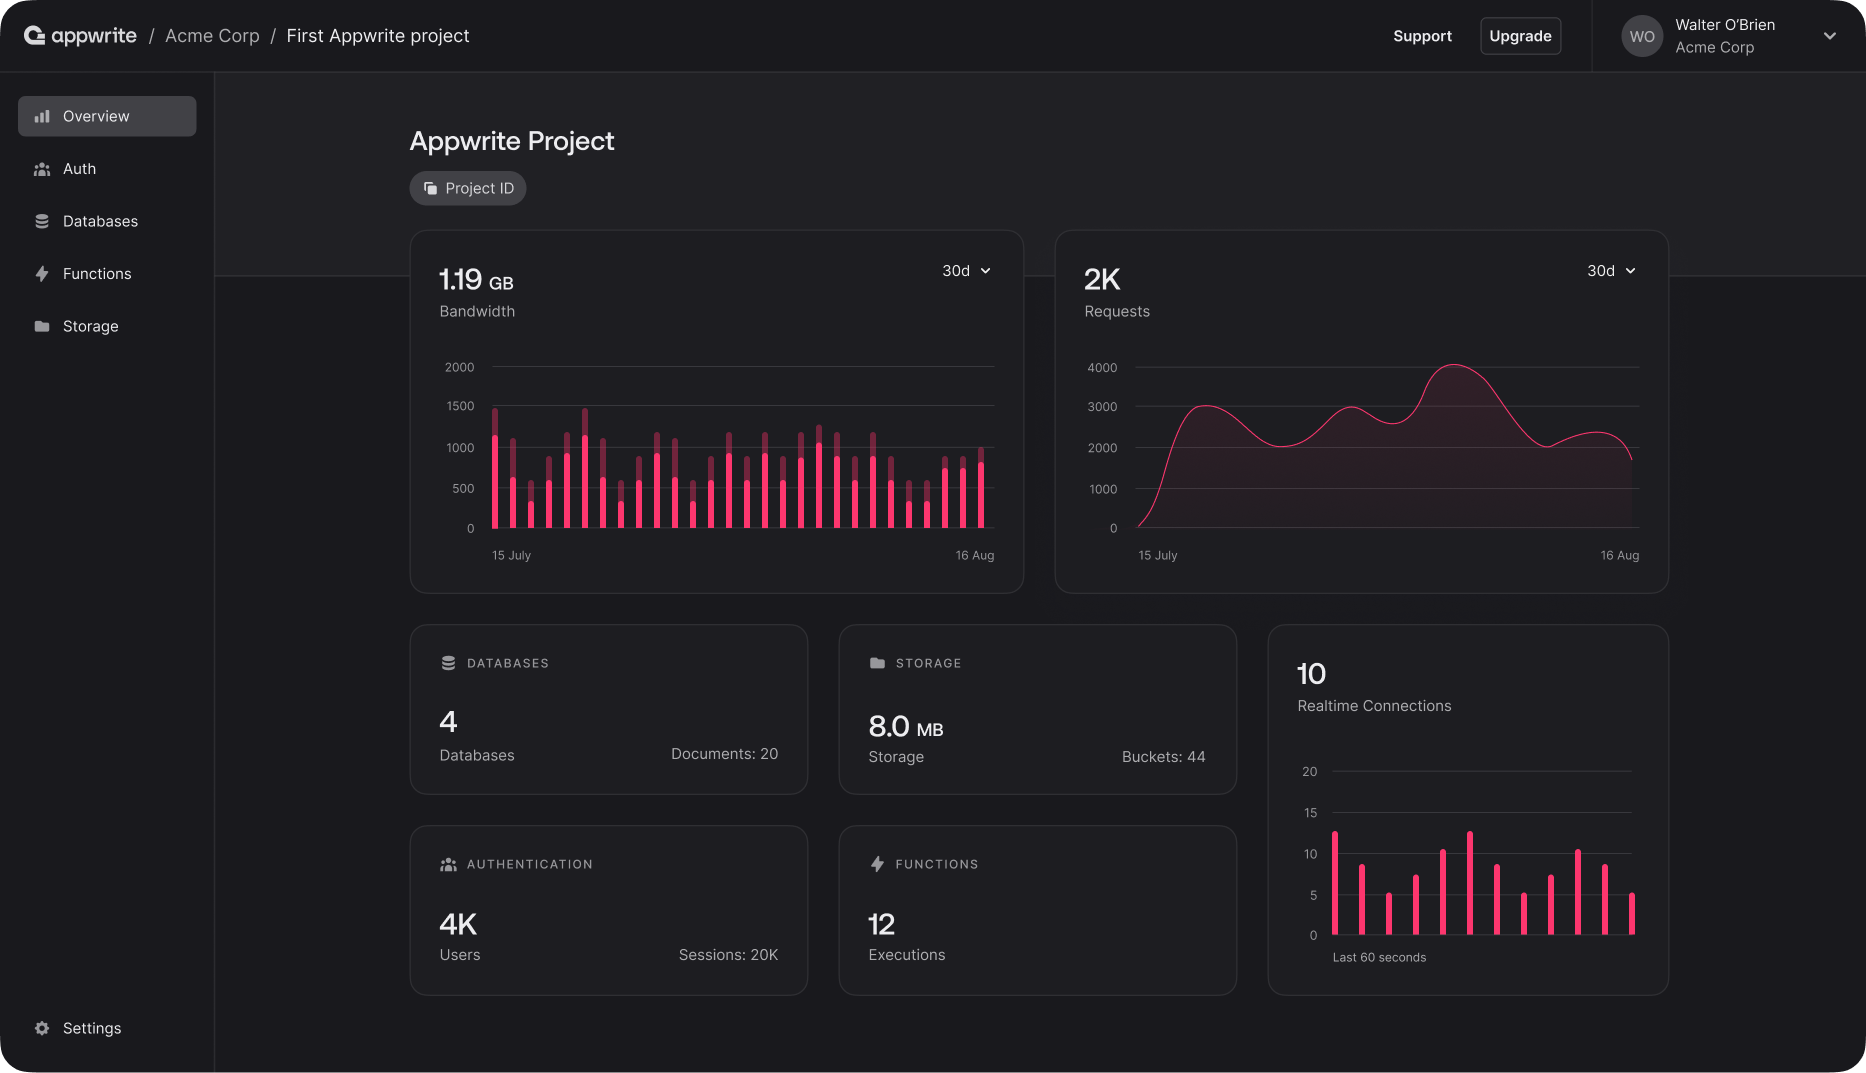 appwrite / Acme Corp / First Appwrite project
Support
Upgrade
WO
Walter O'Brien
Acme Corp
Overview
Auth
Databases
Functions
Storage
Settings
Appwrite Project
Project ID
1.19 GB
30d
Bandwidth
2000
1500
1000
500
0
15 July
16 Aug
2K
30d
Requests
4000
3000
2000
1000
0
15 July
16 Aug
DATABASES
4
Databases
Documents: 20
STORAGE
8.0 MB
Storage
Buckets: 44
10
Realtime Connections
20
15
10
5
0
Last 60 seconds
AUTHENTICATION
4K
Users
Sessions: 20K
FUNCTIONS
12
Executions